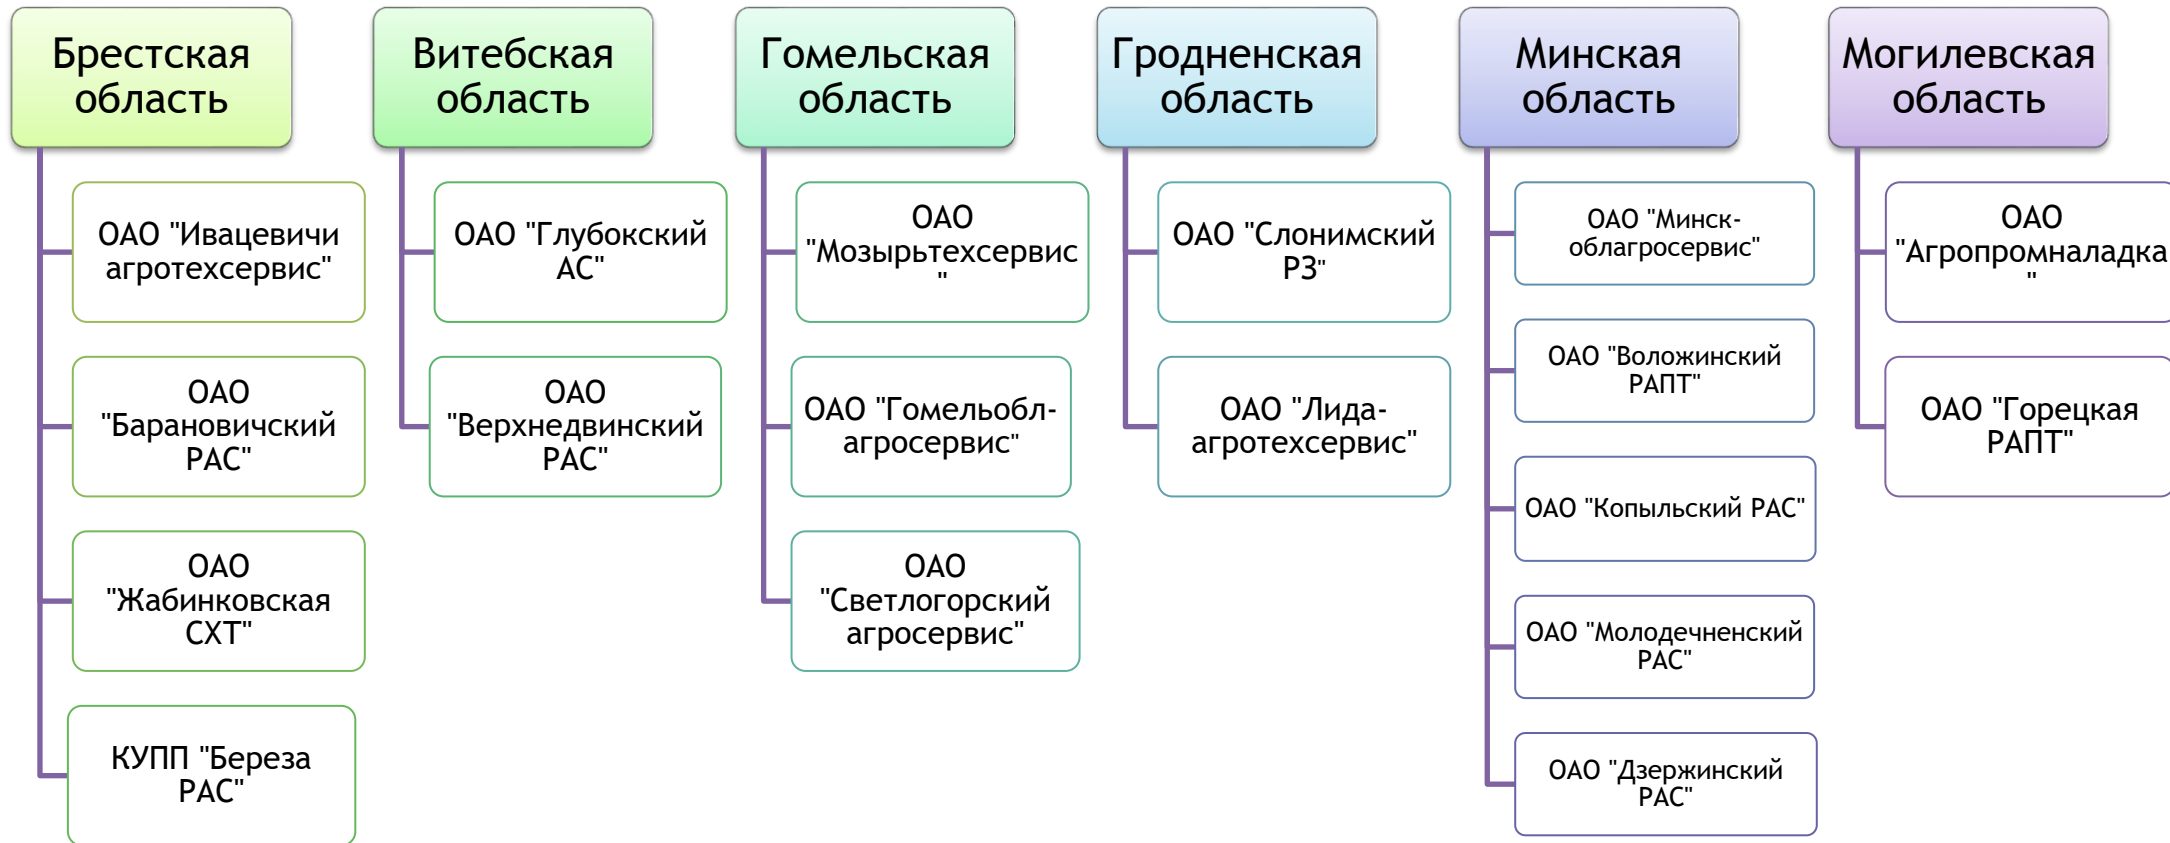 Брестская
область
ОАО "Ивацевичи
агротехсервис"
ОАО
"Барановичский
РАС"
ОАО
"Жабинковская
СХТ"
КУПП "Береза
РАС"
Витебская
область
ОАО "Глубокский
АС"
ОАО
"Верхнедвинский
РАС"
Гомельская
область
ОАО
"Мозырьтехсервис
"
ОАО "Гомельобл-
агросервис"
ОАО
"Светлогорский
агросервис"
Гродненская
область
ОАО "Слонимский
РЗ"
ОАО "Лида-
агротехсервис"
Минская
область
ОАО "Минск-
облагросервис"
ОАО "Воложинский
РАПТ"
ОАО "Копыльский РАС"
ОАО "Молодечненский
РАС"
ОАО "Дзержинский
РАС"
Могилевская
область
ОАО
"Агропромналадка
"
ОАО "Горецкая
РАПТ"